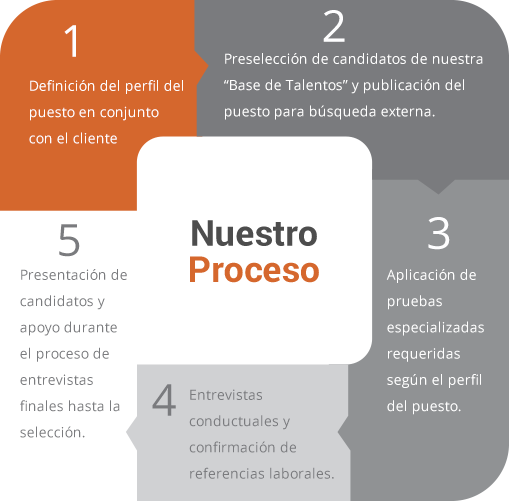 1
Definición del perfil del
puesto en conjunto
con el cliente
2
Preselección de candidatos de nuestra
“Base de Talentos” y publicación del
puesto para búsqueda externa.
Nuestro
Proceso
3
Aplicación de
pruebas
especializadas
requeridas
según el perfil
del puesto.
4
Entrevistas
conductuales y
confirmación de
referencias laborales.
5
Presentación de
candidatos y
apoyo durante
el proceso de
entrevistas
finales hasta la
selección.